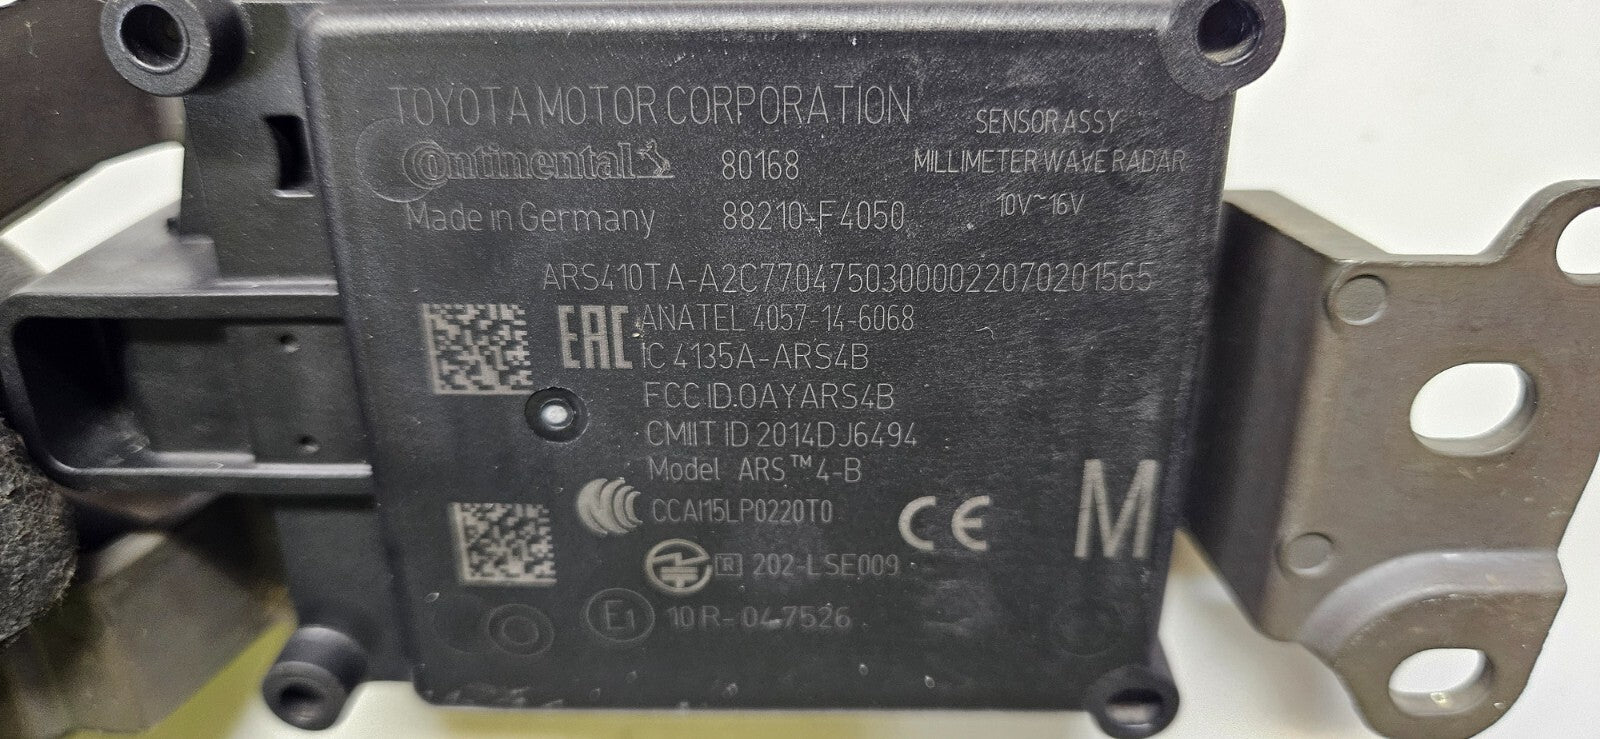 TOYOTA MOTOR CORPORATION
SENSOR ASSY
Continental 80168
MILLIMETER WAVE RADAR
Made in Germany 88210-F4050
10V~16V
ARS410TA-A2C7704750300002207020​1565
EAC ANATEL 4057-14-6068
IC 4135A-ARS4B
FCC ID.OAYARS4B
CMIIT ID 2014DJ6494
Model ARS™4-B
CCAI15LP0220T0
CE
M
R 202-LSE009
E1 10R-047526